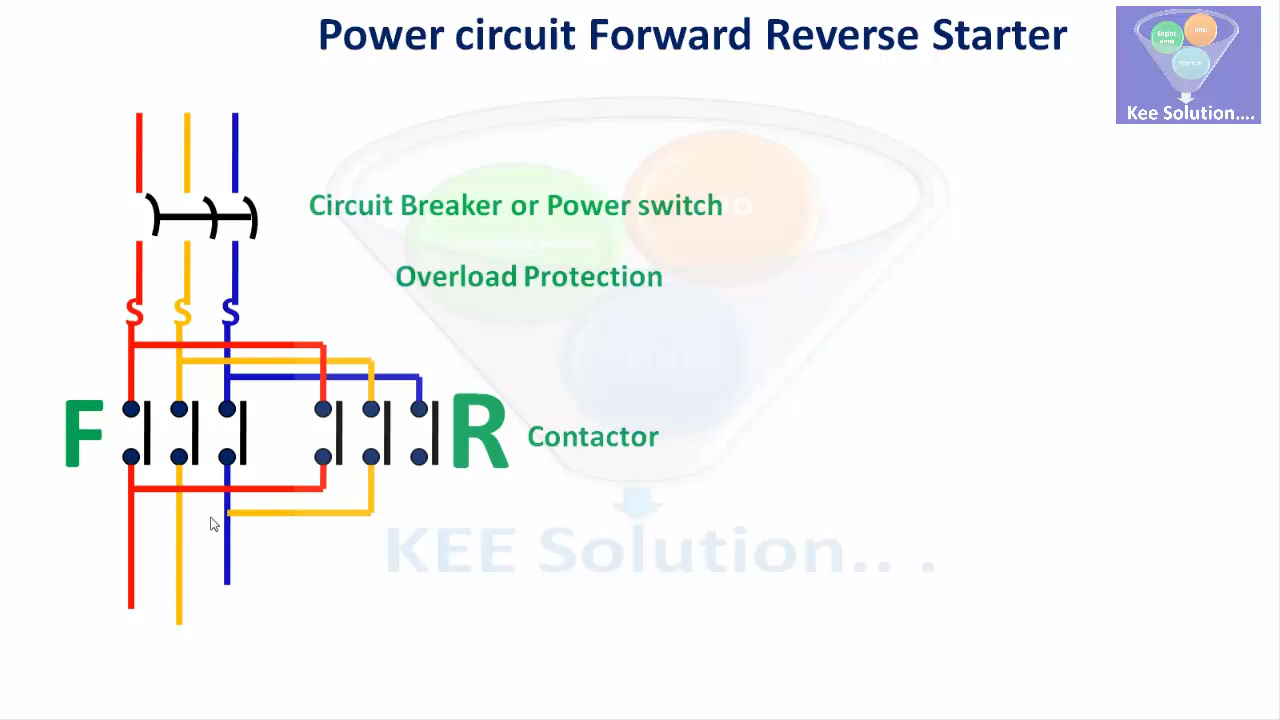 Power circuit Forward Reverse Starter
Kee Solution....
Circuit Breaker or Power switch
Overload Protection
S S S
F
R
Contactor
KEE Solution.. .